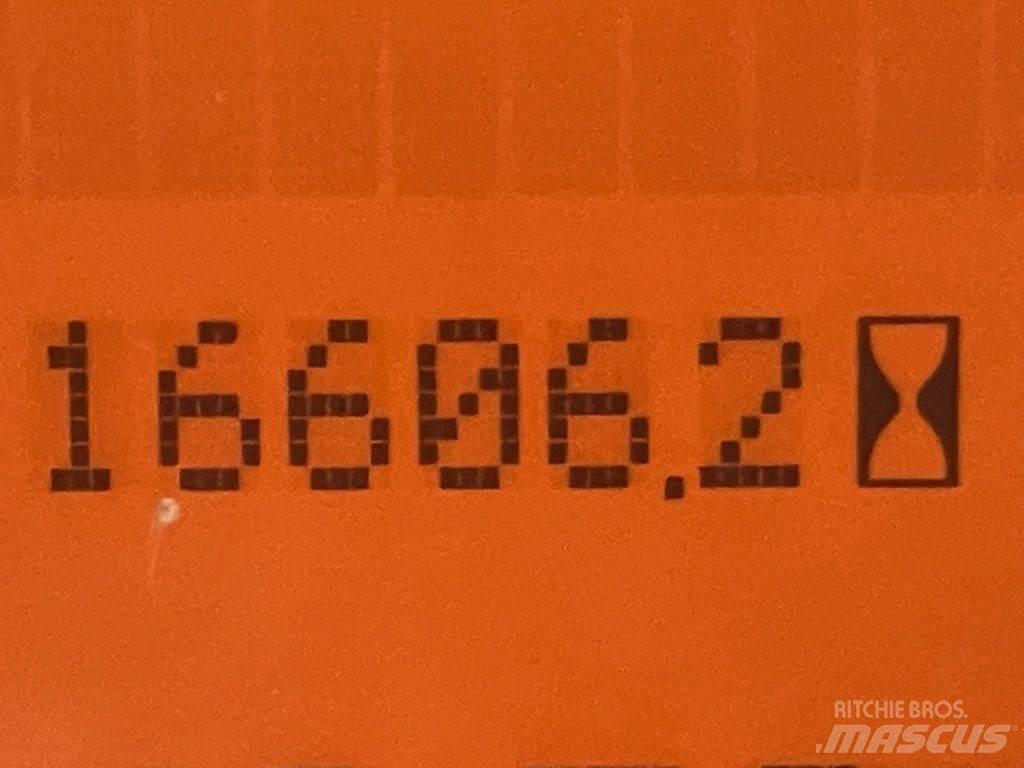 16606.2
RITCHIE BROS.
.MASCUS